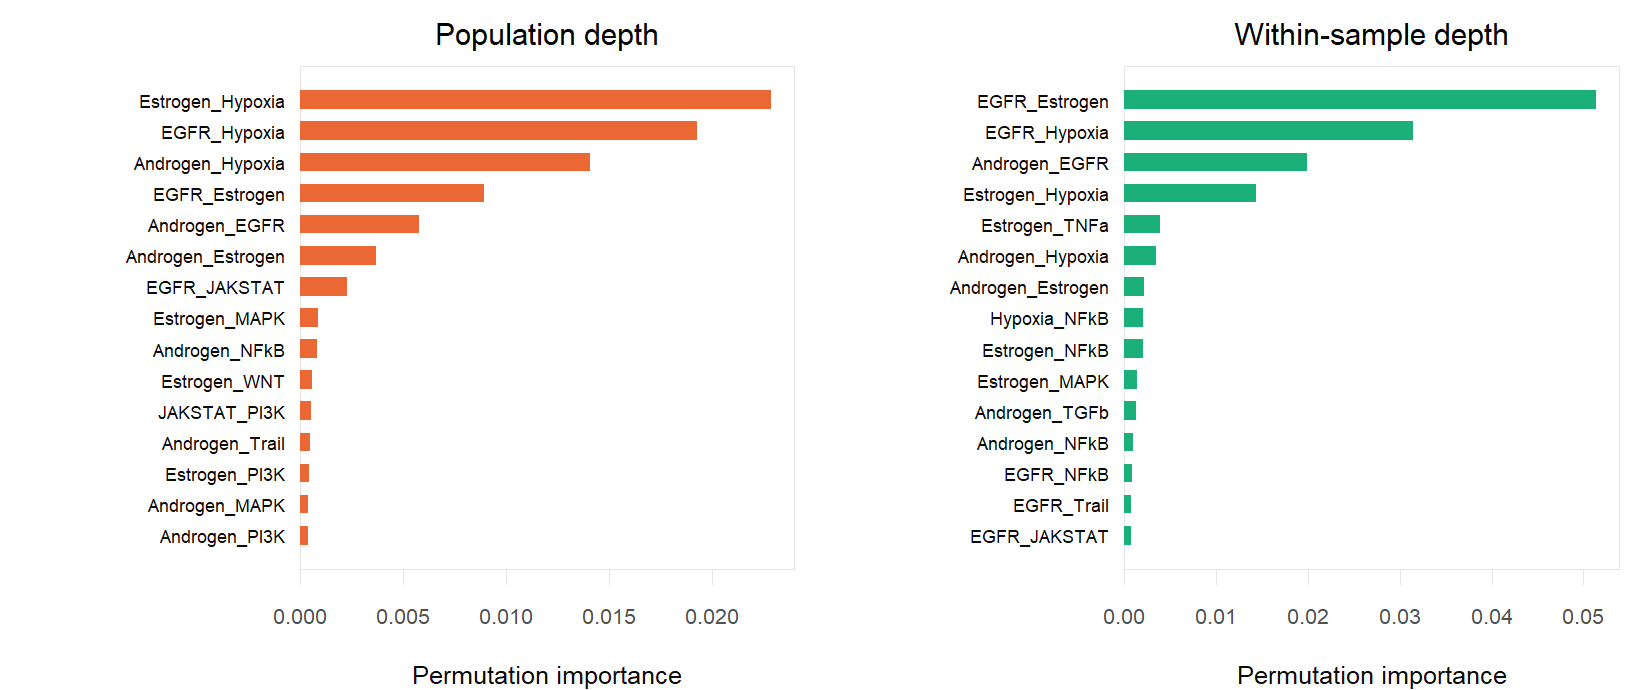 Population depth
Estrogen_Hypoxia
EGFR_Hypoxia
Androgen_Hypoxia
EGFR_Estrogen
Androgen_EGFR
Androgen_Estrogen
EGFR_JAKSTAT
Estrogen_MAPK
Androgen_NFkB
Estrogen_WNT
JAKSTAT_PI3K
Androgen_Trail
Estrogen_PI3K
Androgen_MAPK
Androgen_PI3K
0.000 0.005 0.010 0.015 0.020
Permutation importance
Within-sample depth
EGFR_Estrogen
EGFR_Hypoxia
Androgen_EGFR
Estrogen_Hypoxia
Estrogen_TNFa
Androgen_Hypoxia
Androgen_Estrogen
Hypoxia_NFkB
Estrogen_NFkB
Estrogen_MAPK
Androgen_TGFb
Androgen_NFkB
EGFR_NFkB
EGFR_Trail
EGFR_JAKSTAT
0.00 0.01 0.02 0.03 0.04 0.05
Permutation importance